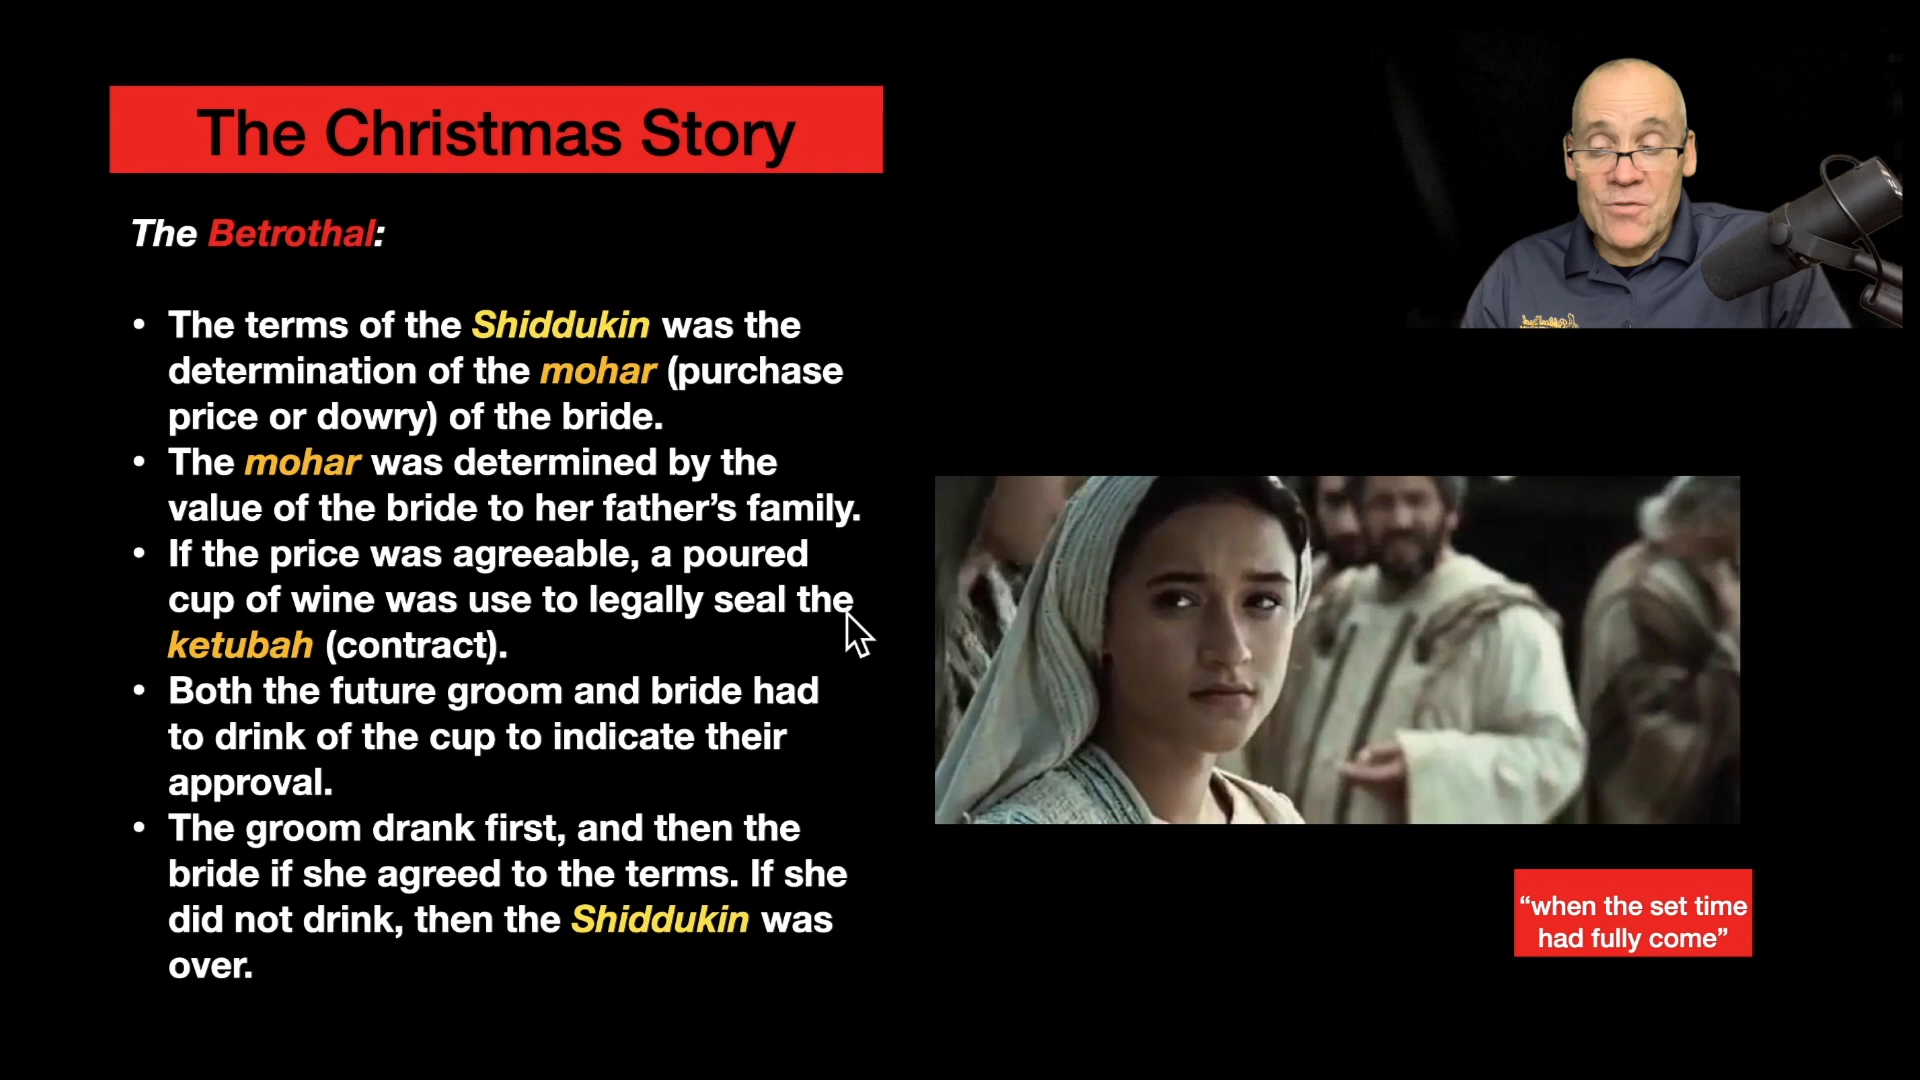 The Christmas Story
The Betrothal:
• The terms of the Shiddukin was the
determination of the mohar (purchase
price or dowry) of the bride.
• The mohar was determined by the
value of the bride to her father’s family.
• If the price was agreeable, a poured
cup of wine was use to legally seal the
ketubah (contract).
• Both the future groom and bride had
to drink of the cup to indicate their
approval.
• The groom drank first, and then the
bride if she agreed to the terms. If she
did not drink, then the Shiddukin was
over.
“when the set time
had fully come”